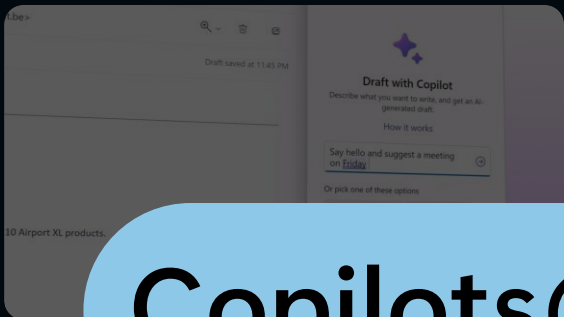 l.be>
Draft saved at 11:45 PM
10 Airport XL products.
Draft with Copilot
Describe what you want to write, and get an AI-
generated draft.
How it works
Say hello and suggest a meeting
on Friday
Or pick one of these options
Copilots@